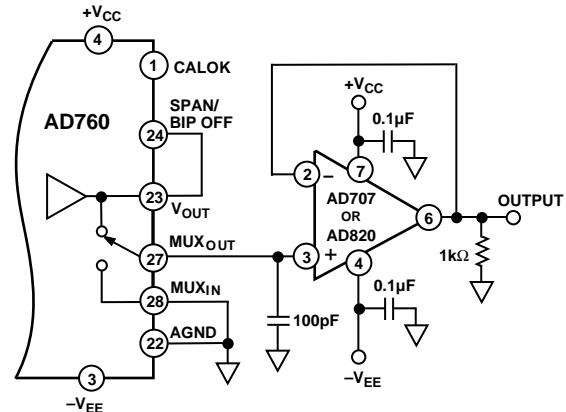 +VCC
4
1
CALOK
SPAN/
BIP OFF
AD760
24
23
VOUT
MUXOUT
27
MUXIN
28
AGND
22
3
−VEE
100pF
+VCC
0.1µF
7
2
−
AD707
OR
AD820
6
OUTPUT
3
+
4
1kΩ
0.1µF
−VEE